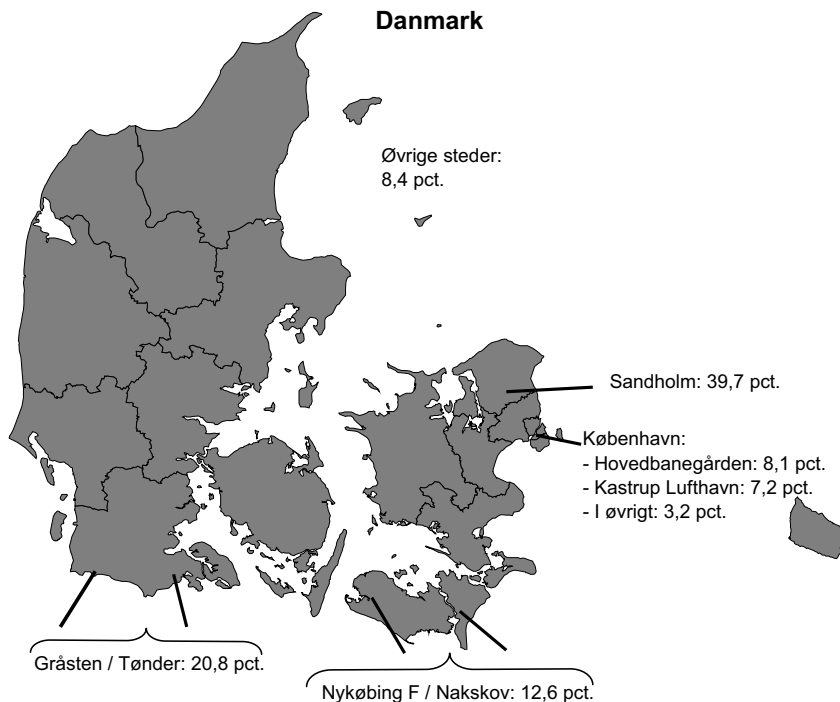 Danmark
Øvrige steder:
8,4 pct.
Sandholm: 39,7 pct.
København:
- Hovedbanegården: 8,1 pct.
- Kastrup Lufthavn: 7,2 pct.
- I øvrigt: 3,2 pct.
Gråsten / Tønder: 20,8 pct.
Nykøbing F / Nakskov: 12,6 pct.